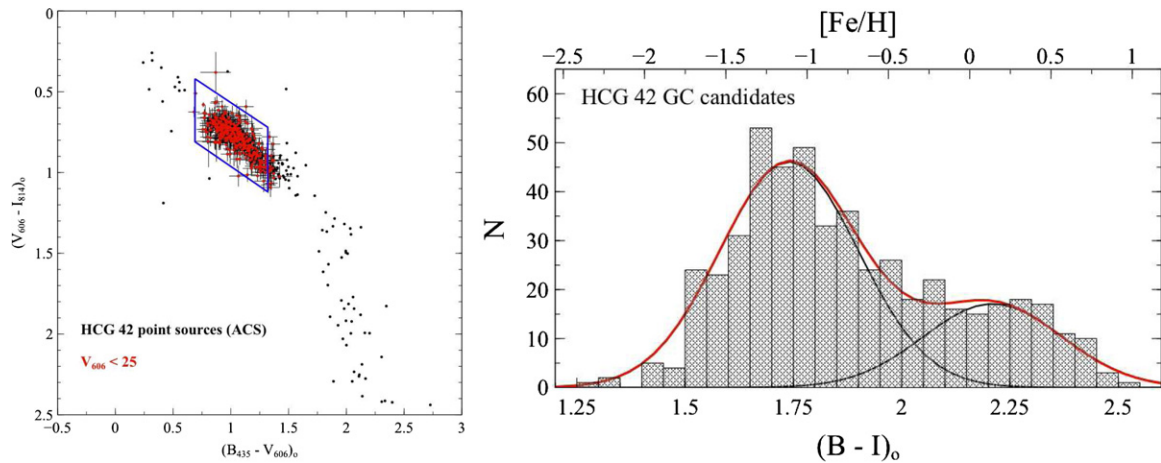 0
0.5
1
1.5
2
2.5
(V₆₀₆ - I₈₁₄)ₒ
HCG 42 point sources (ACS)
V₆₀₆ < 25
−0.5 0 0.5 1 1.5 2 2.5 3
(B₄₃₅ - V₆₀₆)ₒ
[Fe/H]
−2.5 −2 −1.5 −1 −0.5 0 0.5 1
HCG 42 GC candidates
60
50
40
30
20
10
0
N
1.25 1.5 1.75 2 2.25 2.5
(B - I)ₒ